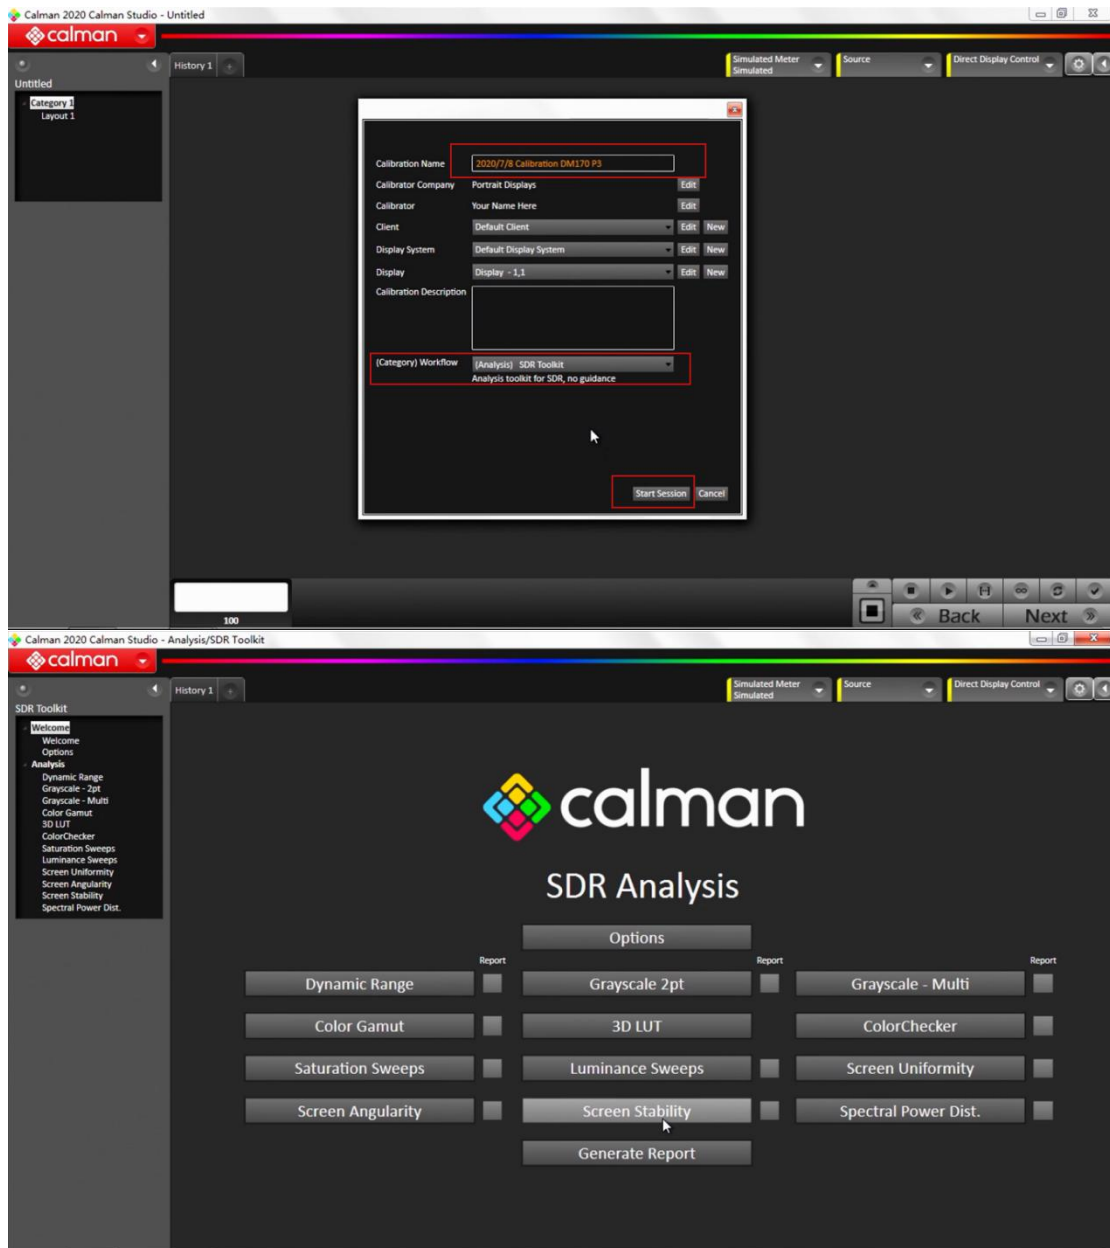 Calman 2020 Calman Studio - Untitled
calman
History 1
Simulated Meter
Simulated
Source
Direct Display Control
Untitled
Category 1
Layout 1
Calibration Name 2020/7/8 Calibration DM170 P3
Calibrator Company Portrait Displays Edit
Calibrator Your Name Here Edit
Client Default Client Edit New
Display System Default Display System Edit New
Display Display - 1,1 Edit New
Calibration Description
(Category) Workflow (Analysis) SDR Toolkit
Analysis toolkit for SDR, no guidance
Start Session Cancel
100
Back Next
Calman 2020 Calman Studio - Analysis/SDR Toolkit
calman
History 1
Simulated Meter
Simulated
Source
Direct Display Control
SDR Toolkit
Welcome
Welcome
Options
Analysis
Dynamic Range
Grayscale - 2pt
Grayscale - Multi
Color Gamut
3D LUT
ColorChecker
Saturation Sweeps
Luminance Sweeps
Screen Uniformity
Screen Angularity
Screen Stability
Spectral Power Dist.
calman
SDR Analysis
Options
Report Report Report
Dynamic Range Grayscale 2pt Grayscale - Multi
Color Gamut 3D LUT ColorChecker
Saturation Sweeps Luminance Sweeps Screen Uniformity
Screen Angularity Screen Stability Spectral Power Dist.
Generate Report